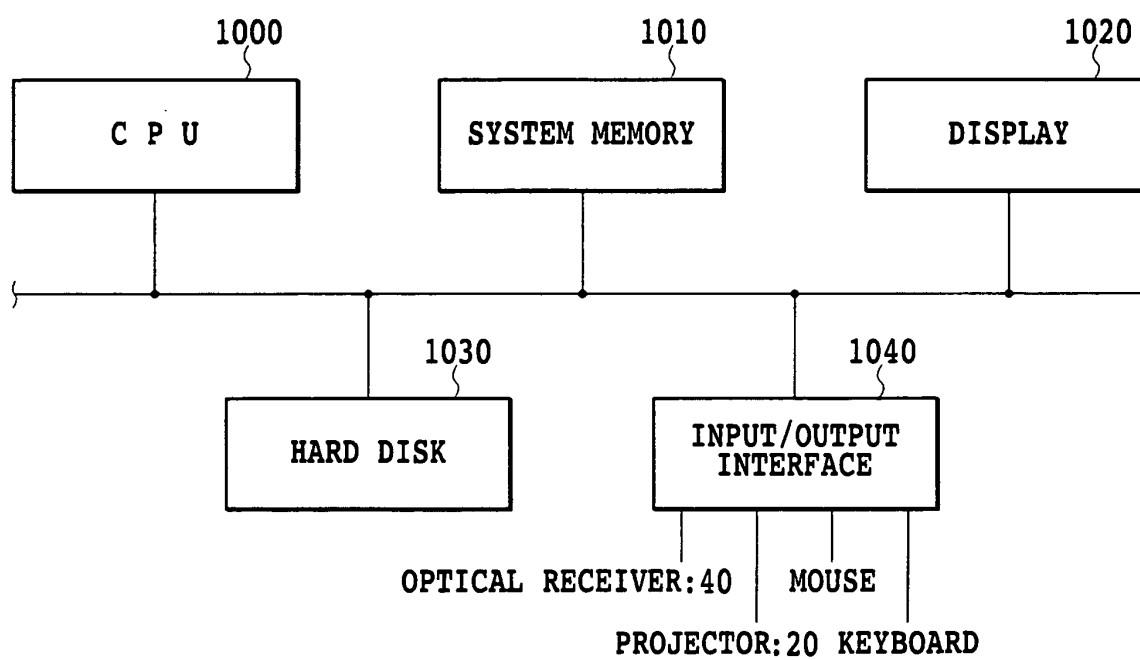 1000
1010
1020
C P U
SYSTEM MEMORY
DISPLAY
1030
1040
HARD DISK
INPUT/OUTPUT
INTERFACE
OPTICAL RECEIVER:40
MOUSE
PROJECTOR:20
KEYBOARD